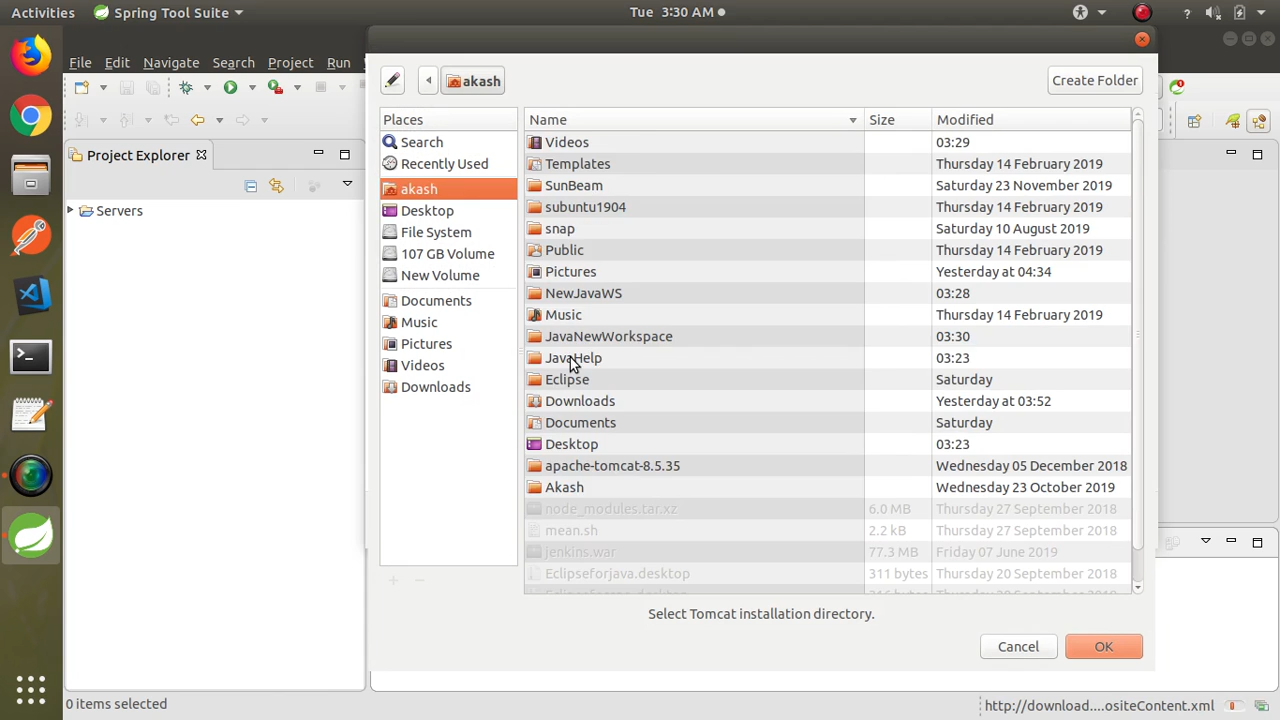 Activities Spring Tool Suite Tue 3:30 AM
File Edit Navigate Search Project Run
akash Create Folder
Project Explorer
Servers
Places
Search
Recently Used
akash
Desktop
File System
107 GB Volume
New Volume
Documents
Music
Pictures
Videos
Downloads
Name Size Modified
Videos 03:29
Templates Thursday 14 February 2019
SunBeam Saturday 23 November 2019
subuntu1904 Thursday 14 February 2019
snap Saturday 10 August 2019
Public Thursday 14 February 2019
Pictures Yesterday at 04:34
NewJavaWS 03:28
Music Thursday 14 February 2019
JavaNewWorkspace 03:30
JavaHelp 03:23
Eclipse Saturday
Downloads Yesterday at 03:52
Documents Saturday
Desktop 03:23
apache-tomcat-8.5.35 Wednesday 05 December 2018
Akash Wednesday 23 October 2019
node_modules.tar.xz 6.0 MB Thursday 27 September 2018
mean.sh 2.2 kB Thursday 27 September 2018
jenkins.war 77.3 MB Friday 07 June 2019
Eclipseforjava.desktop 311 bytes Thursday 20 September 2018
Select Tomcat installation directory.
Cancel OK
0 items selected http://download....ositeContent.xml